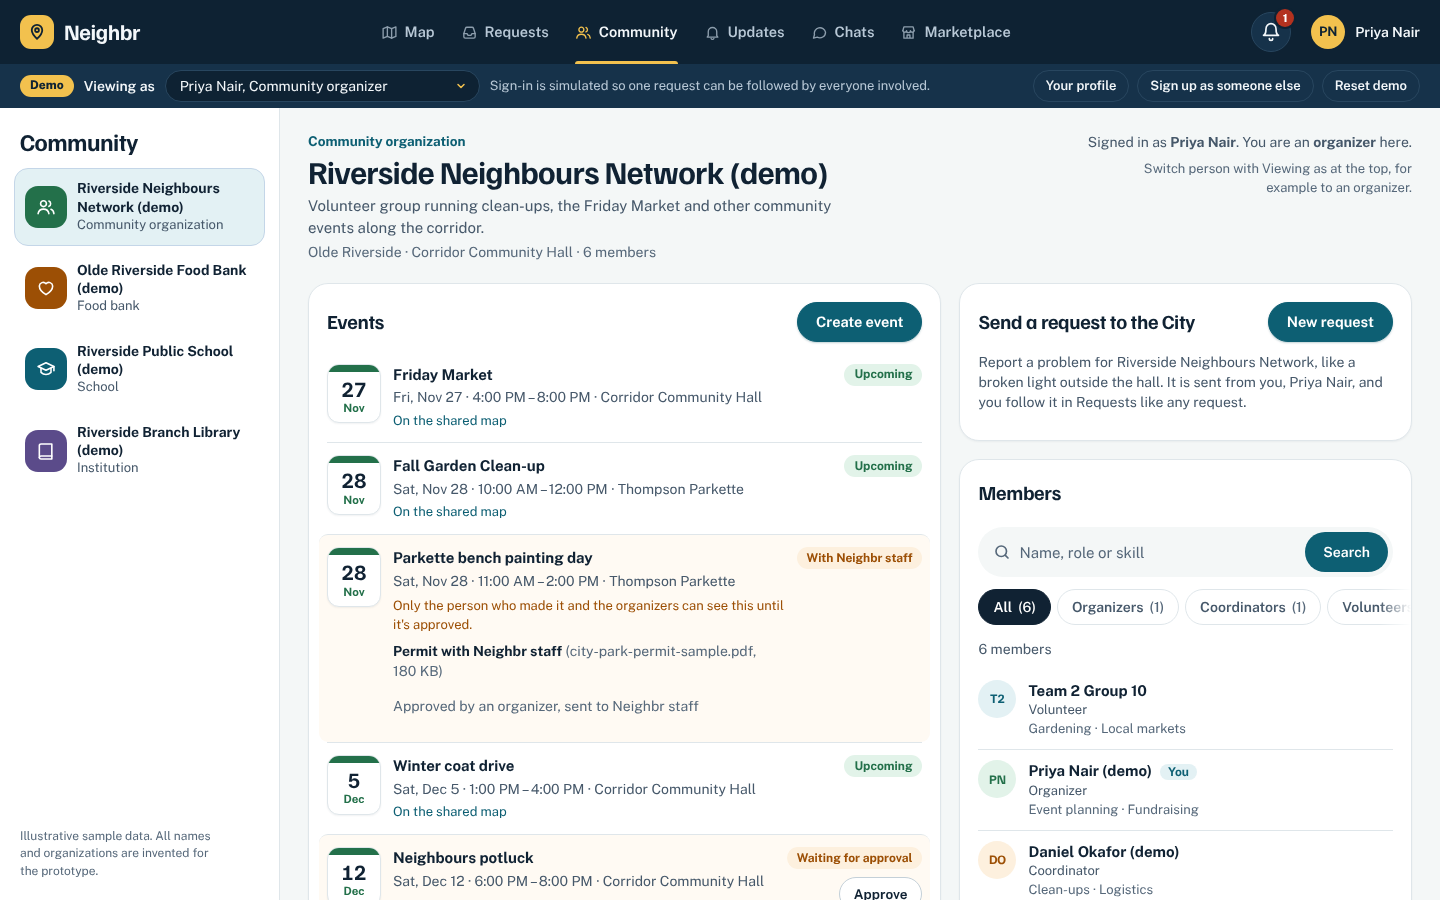 Neighbr
Map
Requests
Community
Updates
Chats
Marketplace
1
PN
Priya Nair
Demo
Viewing as
Priya Nair, Community organizer
Sign-in is simulated so one request can be followed by everyone involved.
Your profile
Sign up as someone else
Reset demo
Community
Riverside Neighbours
Network (demo)
Community organization
Olde Riverside Food Bank
(demo)
Food bank
Riverside Public School
(demo)
School
Riverside Branch Library
(demo)
Institution
Illustrative sample data. All names
and organizations are invented for
the prototype.
Community organization
Riverside Neighbours Network (demo)
Volunteer group running clean-ups, the Friday Market and other community
events along the corridor.
Olde Riverside · Corridor Community Hall · 6 members
Signed in as Priya Nair. You are an organizer here.
Switch person with Viewing as at the top, for
example to an organizer.
Events
Create event
27
Nov
Friday Market
Upcoming
Fri, Nov 27 · 4:00 PM – 8:00 PM · Corridor Community Hall
On the shared map
28
Nov
Fall Garden Clean-up
Upcoming
Sat, Nov 28 · 10:00 AM – 12:00 PM · Thompson Parkette
On the shared map
28
Nov
Parkette bench painting day
With Neighbr staff
Sat, Nov 28 · 11:00 AM – 2:00 PM · Thompson Parkette
Only the person who made it and the organizers can see this until
it's approved.
Permit with Neighbr staff (city-park-permit-sample.pdf,
180 KB)
Approved by an organizer, sent to Neighbr staff
5
Dec
Winter coat drive
Upcoming
Sat, Dec 5 · 1:00 PM – 4:00 PM · Corridor Community Hall
On the shared map
12
Dec
Neighbours potluck
Waiting for approval
Sat, Dec 12 · 6:00 PM – 8:00 PM · Corridor Community Hall
Approve
Send a request to the City
New request
Report a problem for Riverside Neighbours Network, like a
broken light outside the hall. It is sent from you, Priya Nair, and
you follow it in Requests like any request.
Members
Name, role or skill
Search
All (6)
Organizers (1)
Coordinators (1)
Volunteer
6 members
T2
Team 2 Group 10
Volunteer
Gardening · Local markets
PN
Priya Nair (demo)
You
Organizer
Event planning · Fundraising
DO
Daniel Okafor (demo)
Coordinator
Clean-ups · Logistics